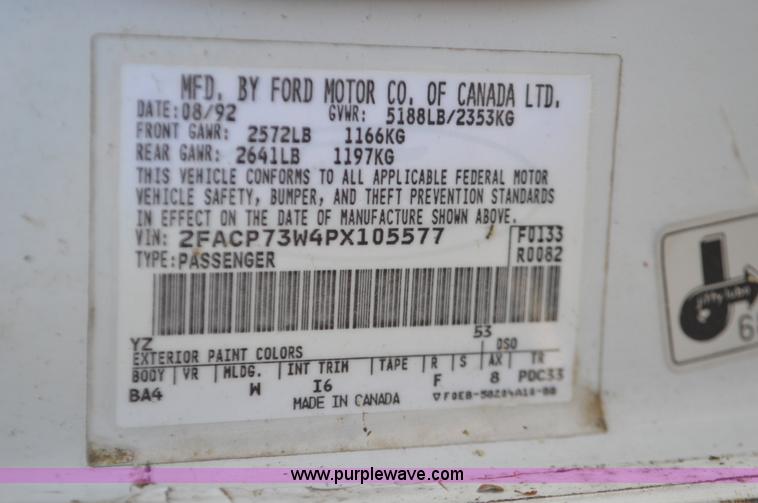 MFD. BY FORD MOTOR CO. OF CANADA LTD.
DATE: 08/92 GVWR: 5188LB/2353KG
FRONT GAWR: 2572LB 1166KG
REAR GAWR: 2641LB 1197KG
THIS VEHICLE CONFORMS TO ALL APPLICABLE FEDERAL MOTOR
VEHICLE SAFETY, BUMPER, AND THEFT PREVENTION STANDARDS
IN EFFECT ON THE DATE OF MANUFACTURE SHOWN ABOVE.
VIN: 2FACP73W4PX105577 F0133
TYPE: PASSENGER R0082
YZ 53
EXTERIOR PAINT COLORS DSO
BODY VR MLDG. INT TRIM TAPE R S AX TR
BA4 W I6 F 8 PDC33
MADE IN CANADA
jiffy lube
www.purplewave.com